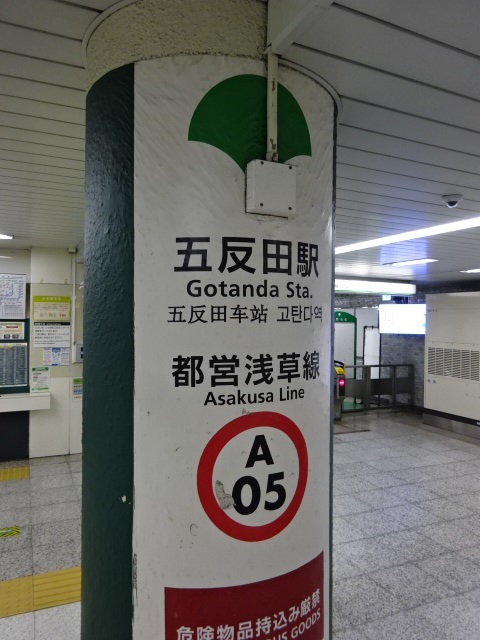 五反田駅
Gotanda Sta.
五反田车站 고탄다역
都営浅草線
Asakusa Line
A
05
危険物品持込み厳禁
GOODS